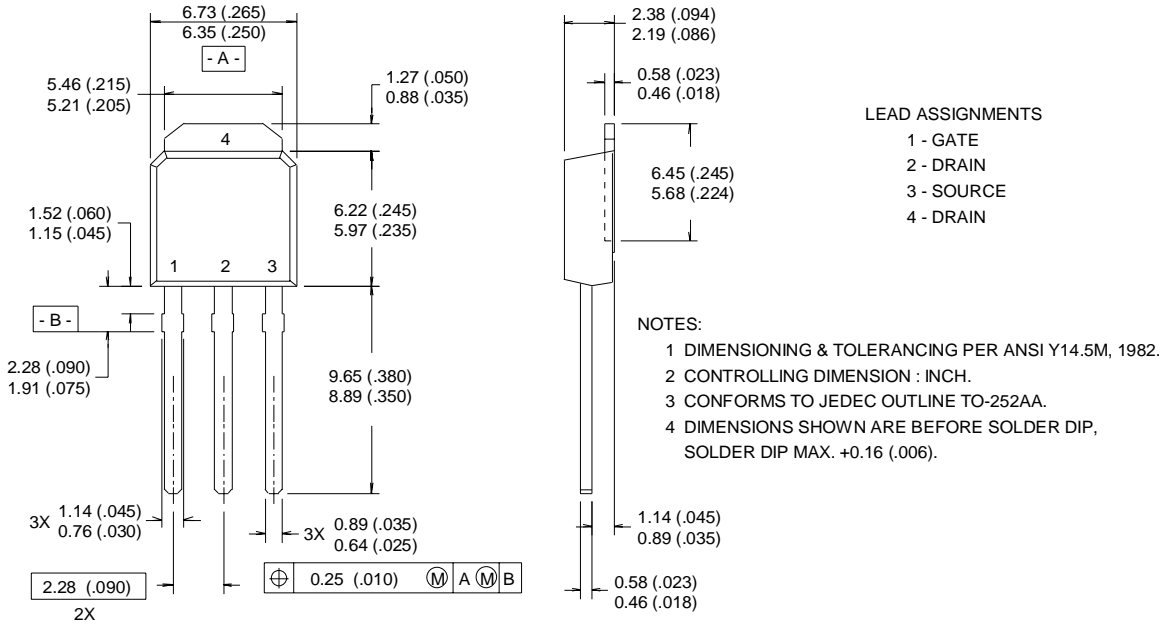 6.73 (.265)
6.35 (.250)
- A -
5.46 (.215)
5.21 (.205)
1.27 (.050)
0.88 (.035)
4
6.22 (.245)
5.97 (.235)
1.52 (.060)
1.15 (.045)
1 2 3
- B -
2.28 (.090)
1.91 (.075)
9.65 (.380)
8.89 (.350)
3X 1.14 (.045)
0.76 (.030)
3X 0.89 (.035)
0.64 (.025)
2.28 (.090)
2X
⌖ 0.25 (.010) Ⓜ A Ⓜ B
2.38 (.094)
2.19 (.086)
0.58 (.023)
0.46 (.018)
6.45 (.245)
5.68 (.224)
1.14 (.045)
0.89 (.035)
0.58 (.023)
0.46 (.018)
LEAD ASSIGNMENTS
1 - GATE
2 - DRAIN
3 - SOURCE
4 - DRAIN
NOTES:
1 DIMENSIONING & TOLERANCING PER ANSI Y14.5M, 1982.
2 CONTROLLING DIMENSION : INCH.
3 CONFORMS TO JEDEC OUTLINE TO-252AA.
4 DIMENSIONS SHOWN ARE BEFORE SOLDER DIP,
SOLDER DIP MAX. +0.16 (.006).